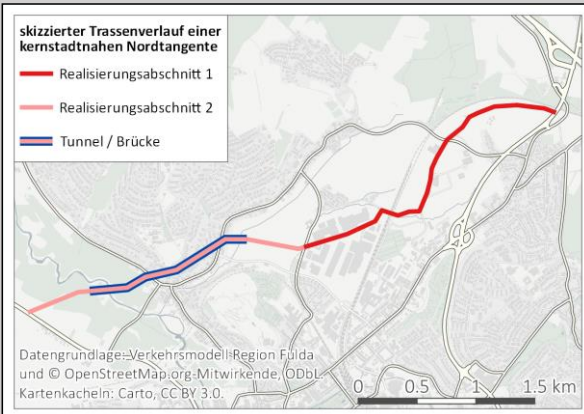 skizzierter Trassenverlauf einer
kernstadtnahen Nordtangente
Realisierungsabschnitt 1
Realisierungsabschnitt 2
Tunnel / Brücke
Datengrundlage: Verkehrsmodell Region Fulda
und © OpenStreetMap.org-Mitwirkende, ODbL
Kartenkacheln: Carto, CC BY 3.0.
0 0.5 1 1.5 km